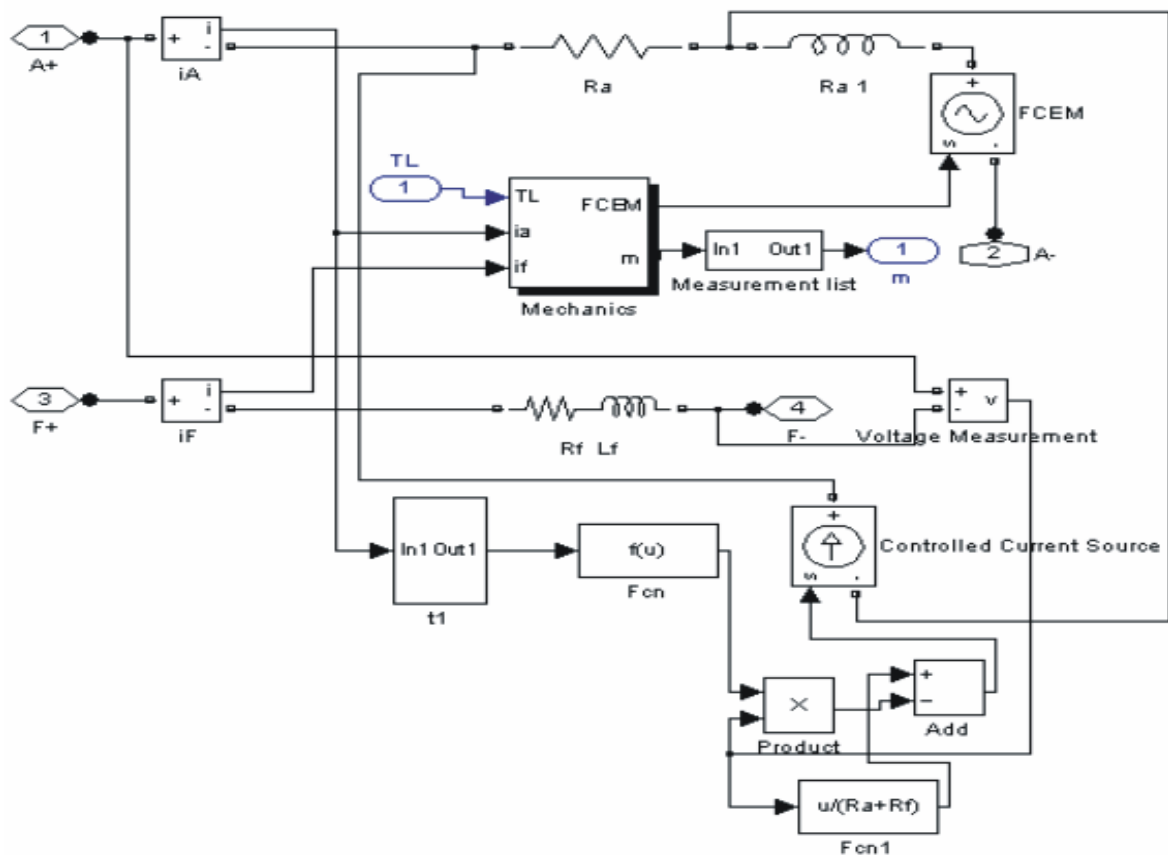 1
A+
+ i -
iA
Ra
Ra 1
+
s -
FCEM
TL
1
TL
ia
if
FCEM
m
Mechanics
In1 Out1
Measurement list
1
m
2
A-
3
F+
+ i -
iF
Rf Lf
4
F-
+ - v
Voltage Measurement
In1 Out1
t1
f(u)
Fcn
+
s -
Controlled Current Source
×
Product
+
−
Add
u/(Ra+Rf)
Fcn1